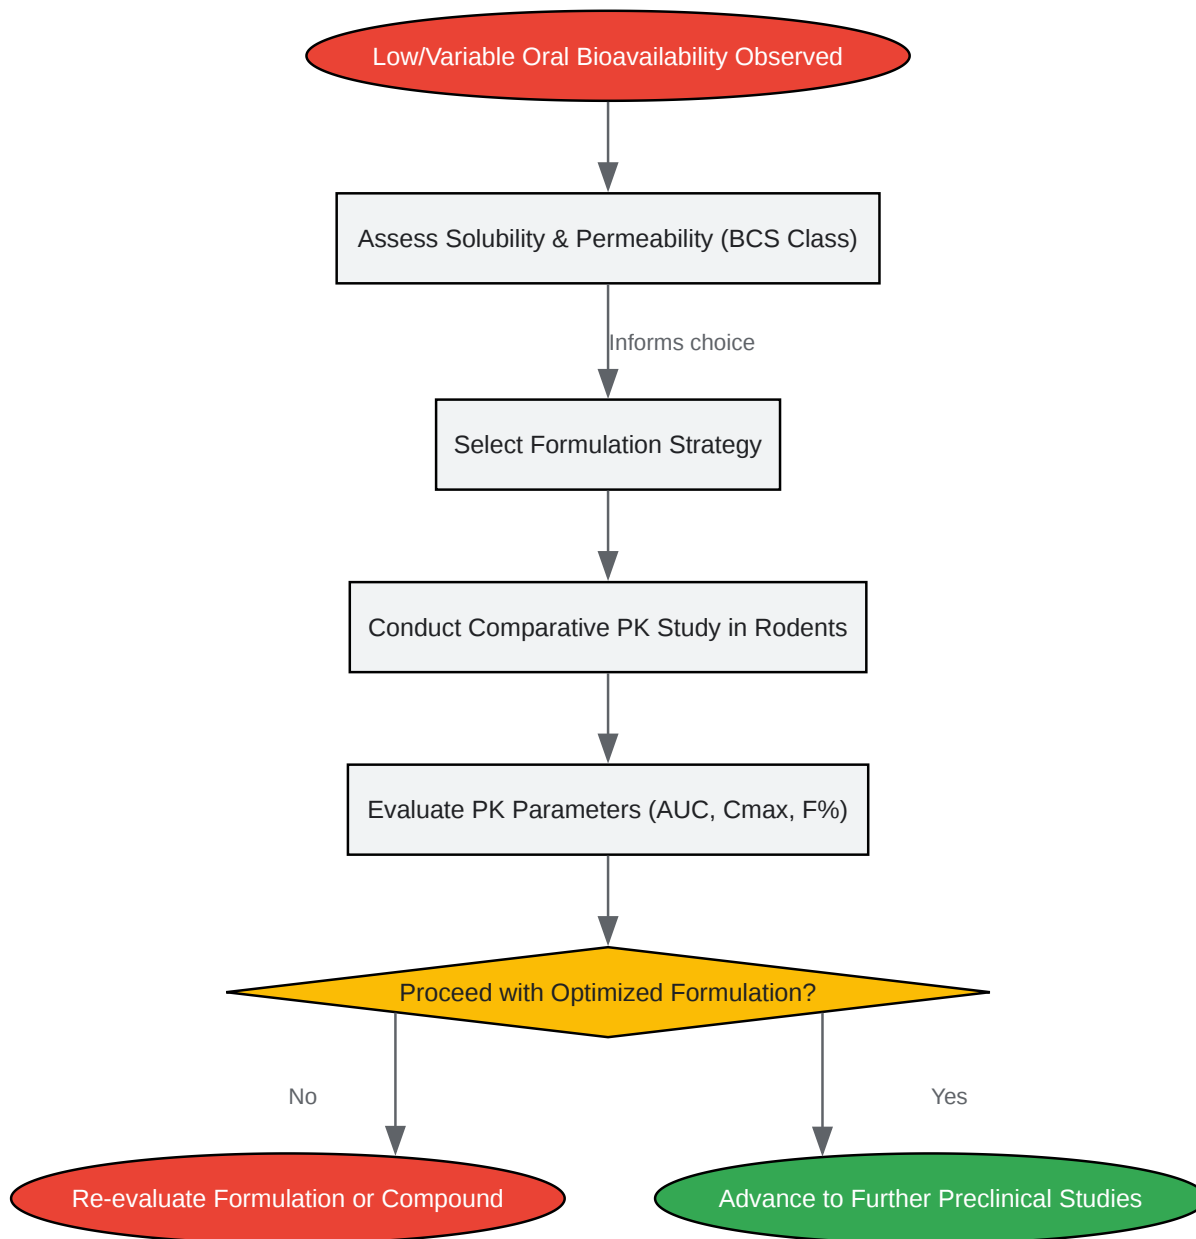 Low/Variable Oral Bioavailability Observed
Assess Solubility & Permeability (BCS Class)
Informs choice
Select Formulation Strategy
Conduct Comparative PK Study in Rodents
Evaluate PK Parameters (AUC, Cmax, F%)
Proceed with Optimized Formulation?
No
Yes
Re-evaluate Formulation or Compound
Advance to Further Preclinical Studies